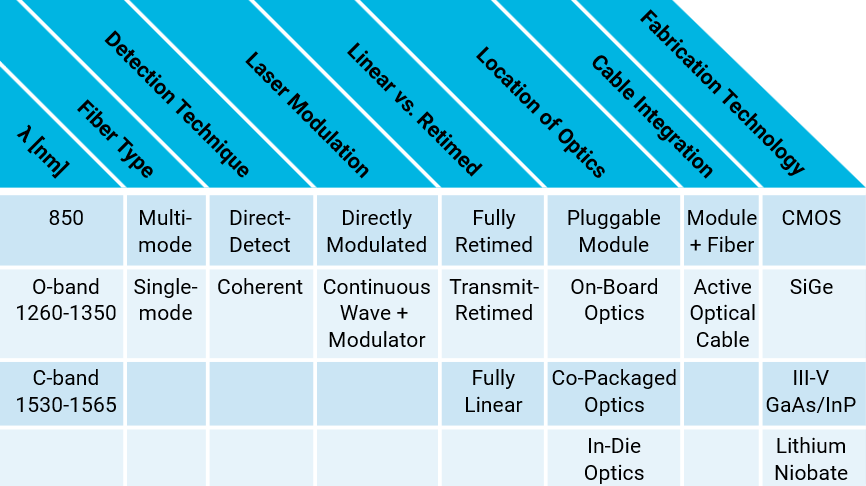 λ [nm]
Fiber Type
Detection Technique
Laser Modulation
Linear vs. Retimed
Location of Optics
Cable Integration
Fabrication Technology
850
Multi-
mode
Direct-
Detect
Directly
Modulated
Fully
Retimed
Pluggable
Module
Module
+ Fiber
CMOS
O-band
1260-1350
Single-
mode
Coherent
Continuous
Wave +
Modulator
Transmit-
Retimed
On-Board
Optics
Active
Optical
Cable
SiGe
C-band
1530-1565
Fully
Linear
Co-Packaged
Optics
III-V
GaAs/InP
In-Die
Optics
Lithium
Niobate